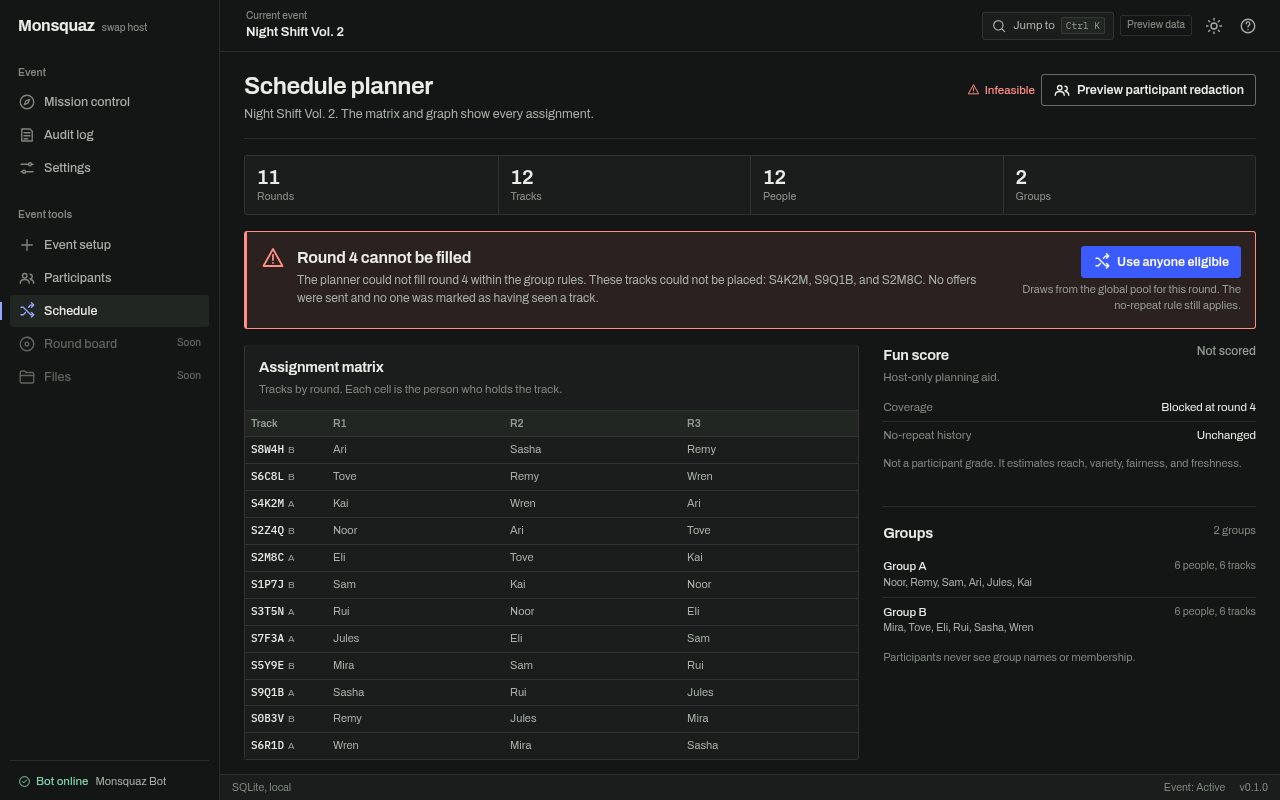 Monsquaz swap host
Event
Mission control
Audit log
Settings
Event tools
Event setup
Participants
Schedule
Round board Soon
Files Soon
Bot online Monsquaz Bot
Current event
Night Shift Vol. 2
Jump to Ctrl K
Preview data
Schedule planner
Night Shift Vol. 2. The matrix and graph show every assignment.
Infeasible
Preview participant redaction
11 12 12 2
Rounds Tracks People Groups
Round 4 cannot be filled
The planner could not fill round 4 within the group rules. These tracks could not be placed: S4K2M, S9Q1B, and S2M8C. No offers
were sent and no one was marked as having seen a track.
Use anyone eligible
Draws from the global pool for this round. The
no-repeat rule still applies.
Assignment matrix
Tracks by round. Each cell is the person who holds the track.
Track R1 R2 R3
S8W4H B Ari Sasha Remy
S6C8L B Tove Remy Wren
S4K2M A Kai Wren Ari
S2Z4Q B Noor Ari Tove
S2M8C A Eli Tove Kai
S1P7J B Sam Kai Noor
S3T5N A Rui Noor Eli
S7F3A A Jules Eli Sam
S5Y9E B Mira Sam Rui
S9Q1B A Sasha Rui Jules
S0B3V B Remy Jules Mira
S6R1D A Wren Mira Sasha
Fun score Not scored
Host-only planning aid.
Coverage Blocked at round 4
No-repeat history Unchanged
Not a participant grade. It estimates reach, variety, fairness, and freshness.
Groups 2 groups
Group A 6 people, 6 tracks
Noor, Remy, Sam, Ari, Jules, Kai
Group B 6 people, 6 tracks
Mira, Tove, Eli, Rui, Sasha, Wren
Participants never see group names or membership.
SQLite, local Event: Active v0.1.0